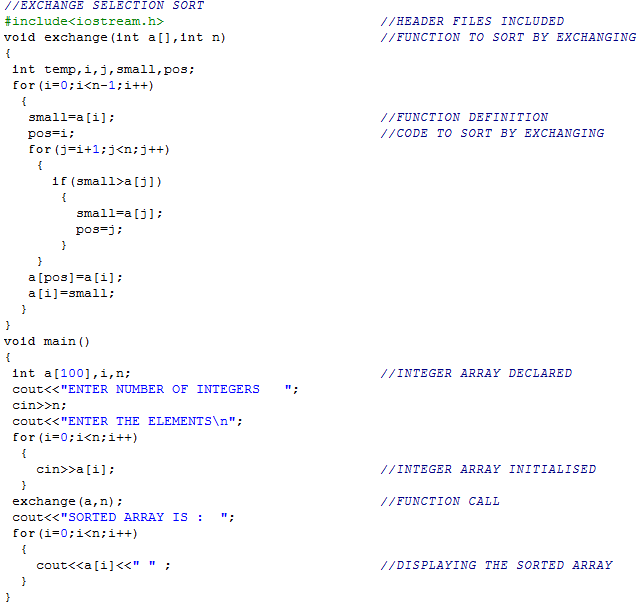 //EXCHANGE SELECTION SORT
#include<iostream.h> //HEADER FILES INCLUDED
void exchange(int a[],int n) //FUNCTION TO SORT BY EXCHANGING
{
int temp,i,j,small,pos;
for(i=0;i<n-1;i++)
{
small=a[i]; //FUNCTION DEFINITION
pos=i; //CODE TO SORT BY EXCHANGING
for(j=i+1;j<n;j++)
{
if(small>a[j])
{
small=a[j];
pos=j;
}
}
a[pos]=a[i];
a[i]=small;
}
}
void main()
{
int a[100],i,n; //INTEGER ARRAY DECLARED
cout<<"ENTER NUMBER OF INTEGERS   ";
cin>>n;
cout<<"ENTER THE ELEMENTS\n";
for(i=0;i<n;i++)
{
cin>>a[i]; //INTEGER ARRAY INITIALISED
}
exchange(a,n); //FUNCTION CALL
cout<<"SORTED ARRAY IS :  ";
for(i=0;i<n;i++)
{
cout<<a[i]<<" " ; //DISPLAYING THE SORTED ARRAY
}
}